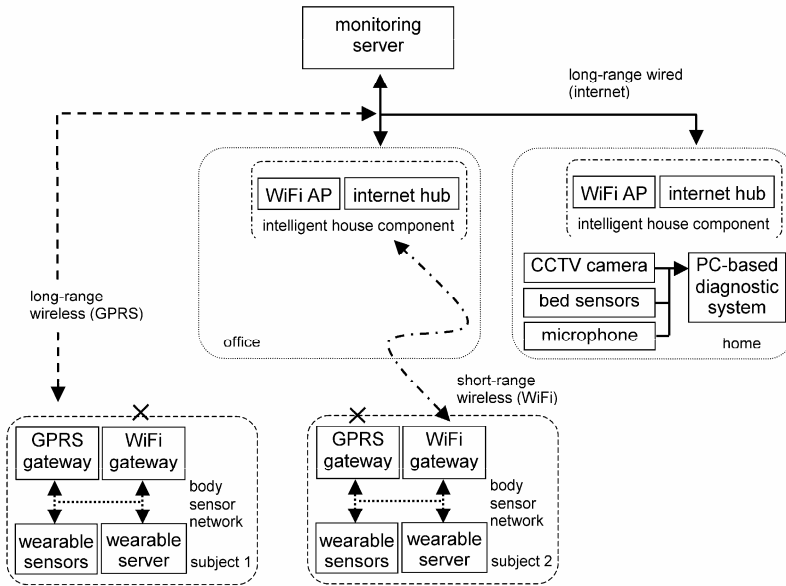 monitoring
server
long-range wired
(internet)
WiFi AP
internet hub
intelligent house component
WiFi AP
internet hub
intelligent house component
CCTV camera
bed sensors
microphone
PC-based
diagnostic
system
home
long-range
wireless (GPRS)
office
short-range
wireless (WiFi)
GPRS
gateway
WiFi
gateway
body
sensor
network
wearable
sensors
wearable
server
subject 1
GPRS
gateway
WiFi
gateway
body
sensor
network
wearable
sensors
wearable
server
subject 2